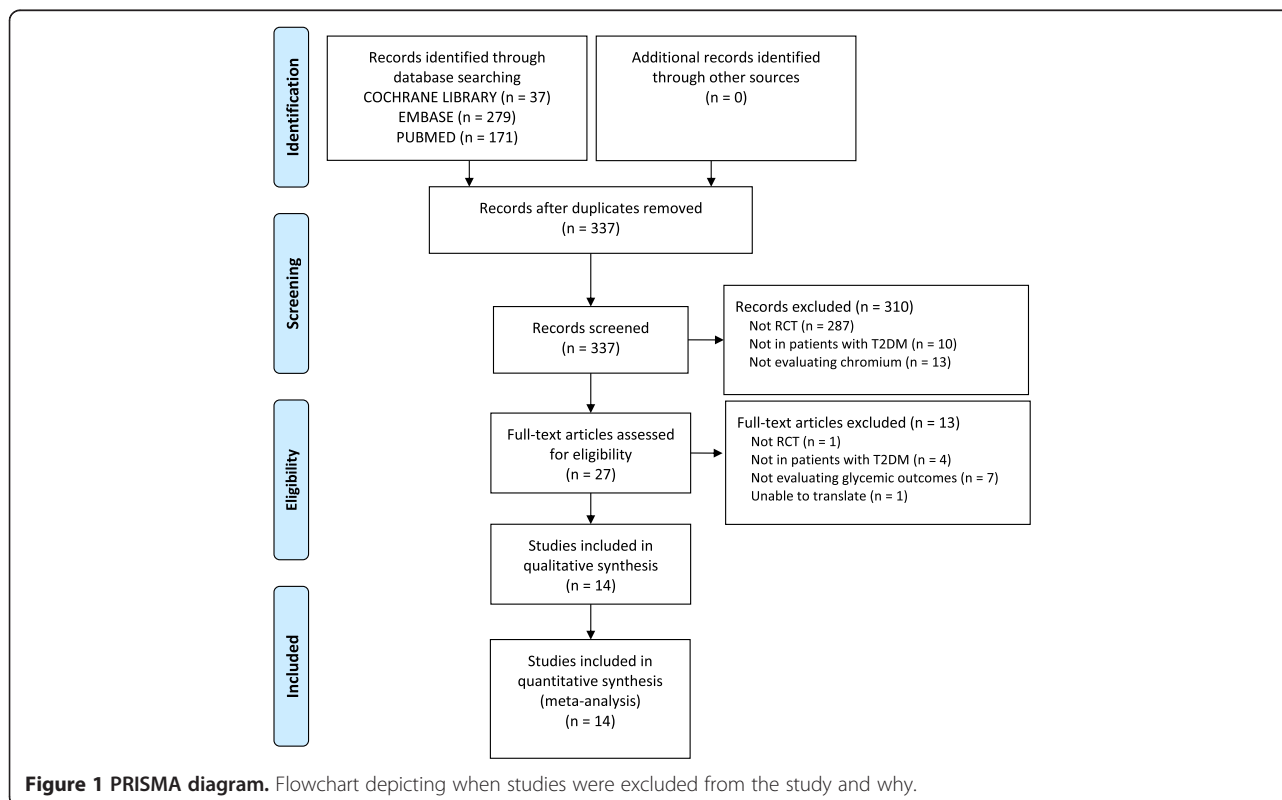 Identification
Records identified through
database searching
COCHRANE LIBRARY (n = 37)
EMBASE (n = 279)
PUBMED (n = 171)
Additional records identified
through other sources
(n = 0)
Records after duplicates removed
(n = 337)
Screening
Records screened
(n = 337)
Records excluded (n = 310)
Not RCT (n = 287)
Not in patients with T2DM (n = 10)
Not evaluating chromium (n = 13)
Eligibility
Full-text articles assessed
for eligibility
(n = 27)
Full-text articles excluded (n = 13)
Not RCT (n = 1)
Not in patients with T2DM (n = 4)
Not evaluating glycemic outcomes (n = 7)
Unable to translate (n = 1)
Studies included in
qualitative synthesis
(n = 14)
Included
Studies included in
quantitative synthesis
(meta-analysis)
(n = 14)
Figure 1 PRISMA diagram. Flowchart depicting when studies were excluded from the study and why.